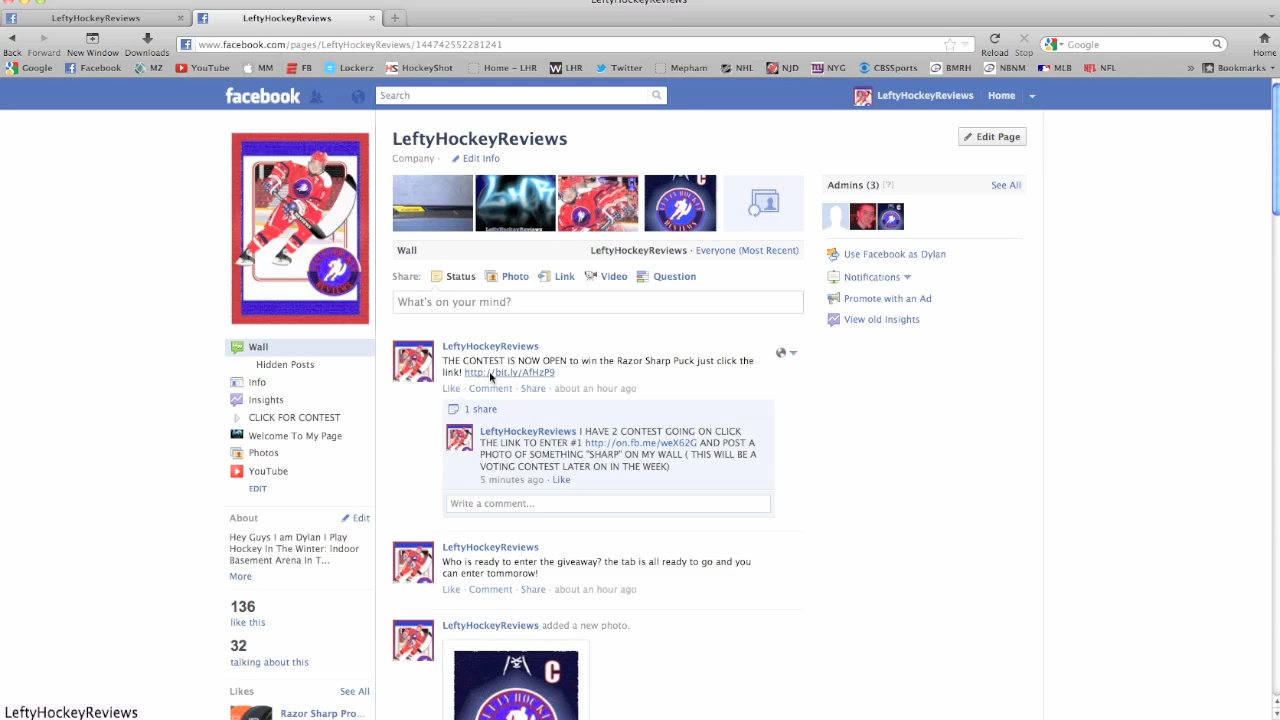 LeftyHockeyReviews
LeftyHockeyReviews
LeftyHockeyReviews
Back Forward New Window Downloads
www.facebook.com/pages/LeftyHockeyReviews/144742552281241
Reload Stop
Google
Home
Google Facebook MZ YouTube MM FB Lockerz HockeyShot Home - LHR LHR Twitter Mepham NHL NJD NYG CBSSports BMRH NBNM MLB NFL » Bookmarks
facebook
Search
LeftyHockeyReviews Home
LeftyHockeyReviews
Company · Edit Info
Edit Page
Admins (3) [?] See All
Use Facebook as Dylan
Notifications
Promote with an Ad
View old Insights
Wall LeftyHockeyReviews · Everyone (Most Recent)
Share: Status Photo Link Video Question
What's on your mind?
Wall
Hidden Posts
Info
Insights
CLICK FOR CONTEST
Welcome To My Page
Photos
YouTube
EDIT
About Edit
Hey Guys I am Dylan I Play
Hockey In The Winter: Indoor
Basement Arena In T...
More
136
like this
32
talking about this
Likes See All
Razor Sharp Pro...
LeftyHockeyReviews
THE CONTEST IS NOW OPEN to win the Razor Sharp Puck just click the
link! http://bit.ly/AfHzP9
Like · Comment · Share · about an hour ago
1 share
LeftyHockeyReviews I HAVE 2 CONTEST GOING ON CLICK
THE LINK TO ENTER #1 http://on.fb.me/weX62G AND POST A
PHOTO OF SOMETHING "SHARP" ON MY WALL ( THIS WILL BE A
VOTING CONTEST LATER ON IN THE WEEK)
5 minutes ago · Like
Write a comment...
LeftyHockeyReviews
Who is ready to enter the giveaway? the tab is all ready to go and you
can enter tommorow!
Like · Comment · Share · about an hour ago
LeftyHockeyReviews added a new photo.
C
LeftyHockeyReviews